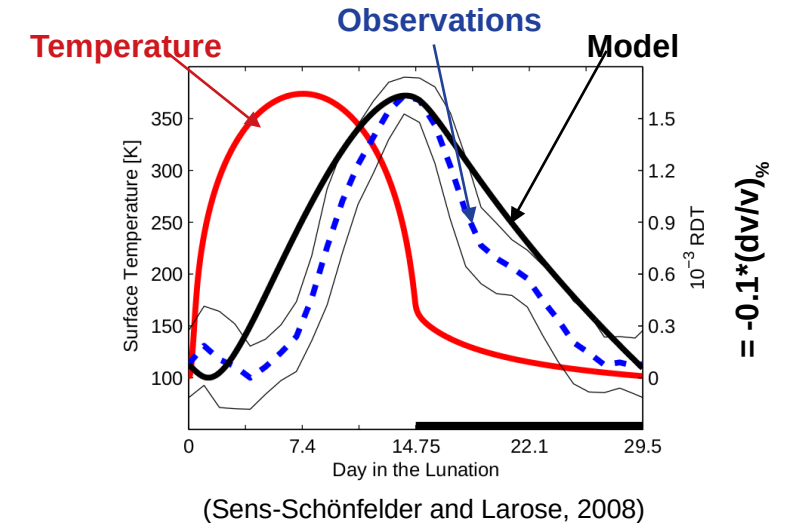 Observations
Temperature
Model
350
300
250
200
150
100
Surface Temperature [K]
1.5
1.2
0.9
0.6
0.3
0
10⁻³ RDT
= -0.1*(dv/v)%
0 7.4 14.75 22.1 29.5
Day in the Lunation
(Sens-Schönfelder and Larose, 2008)